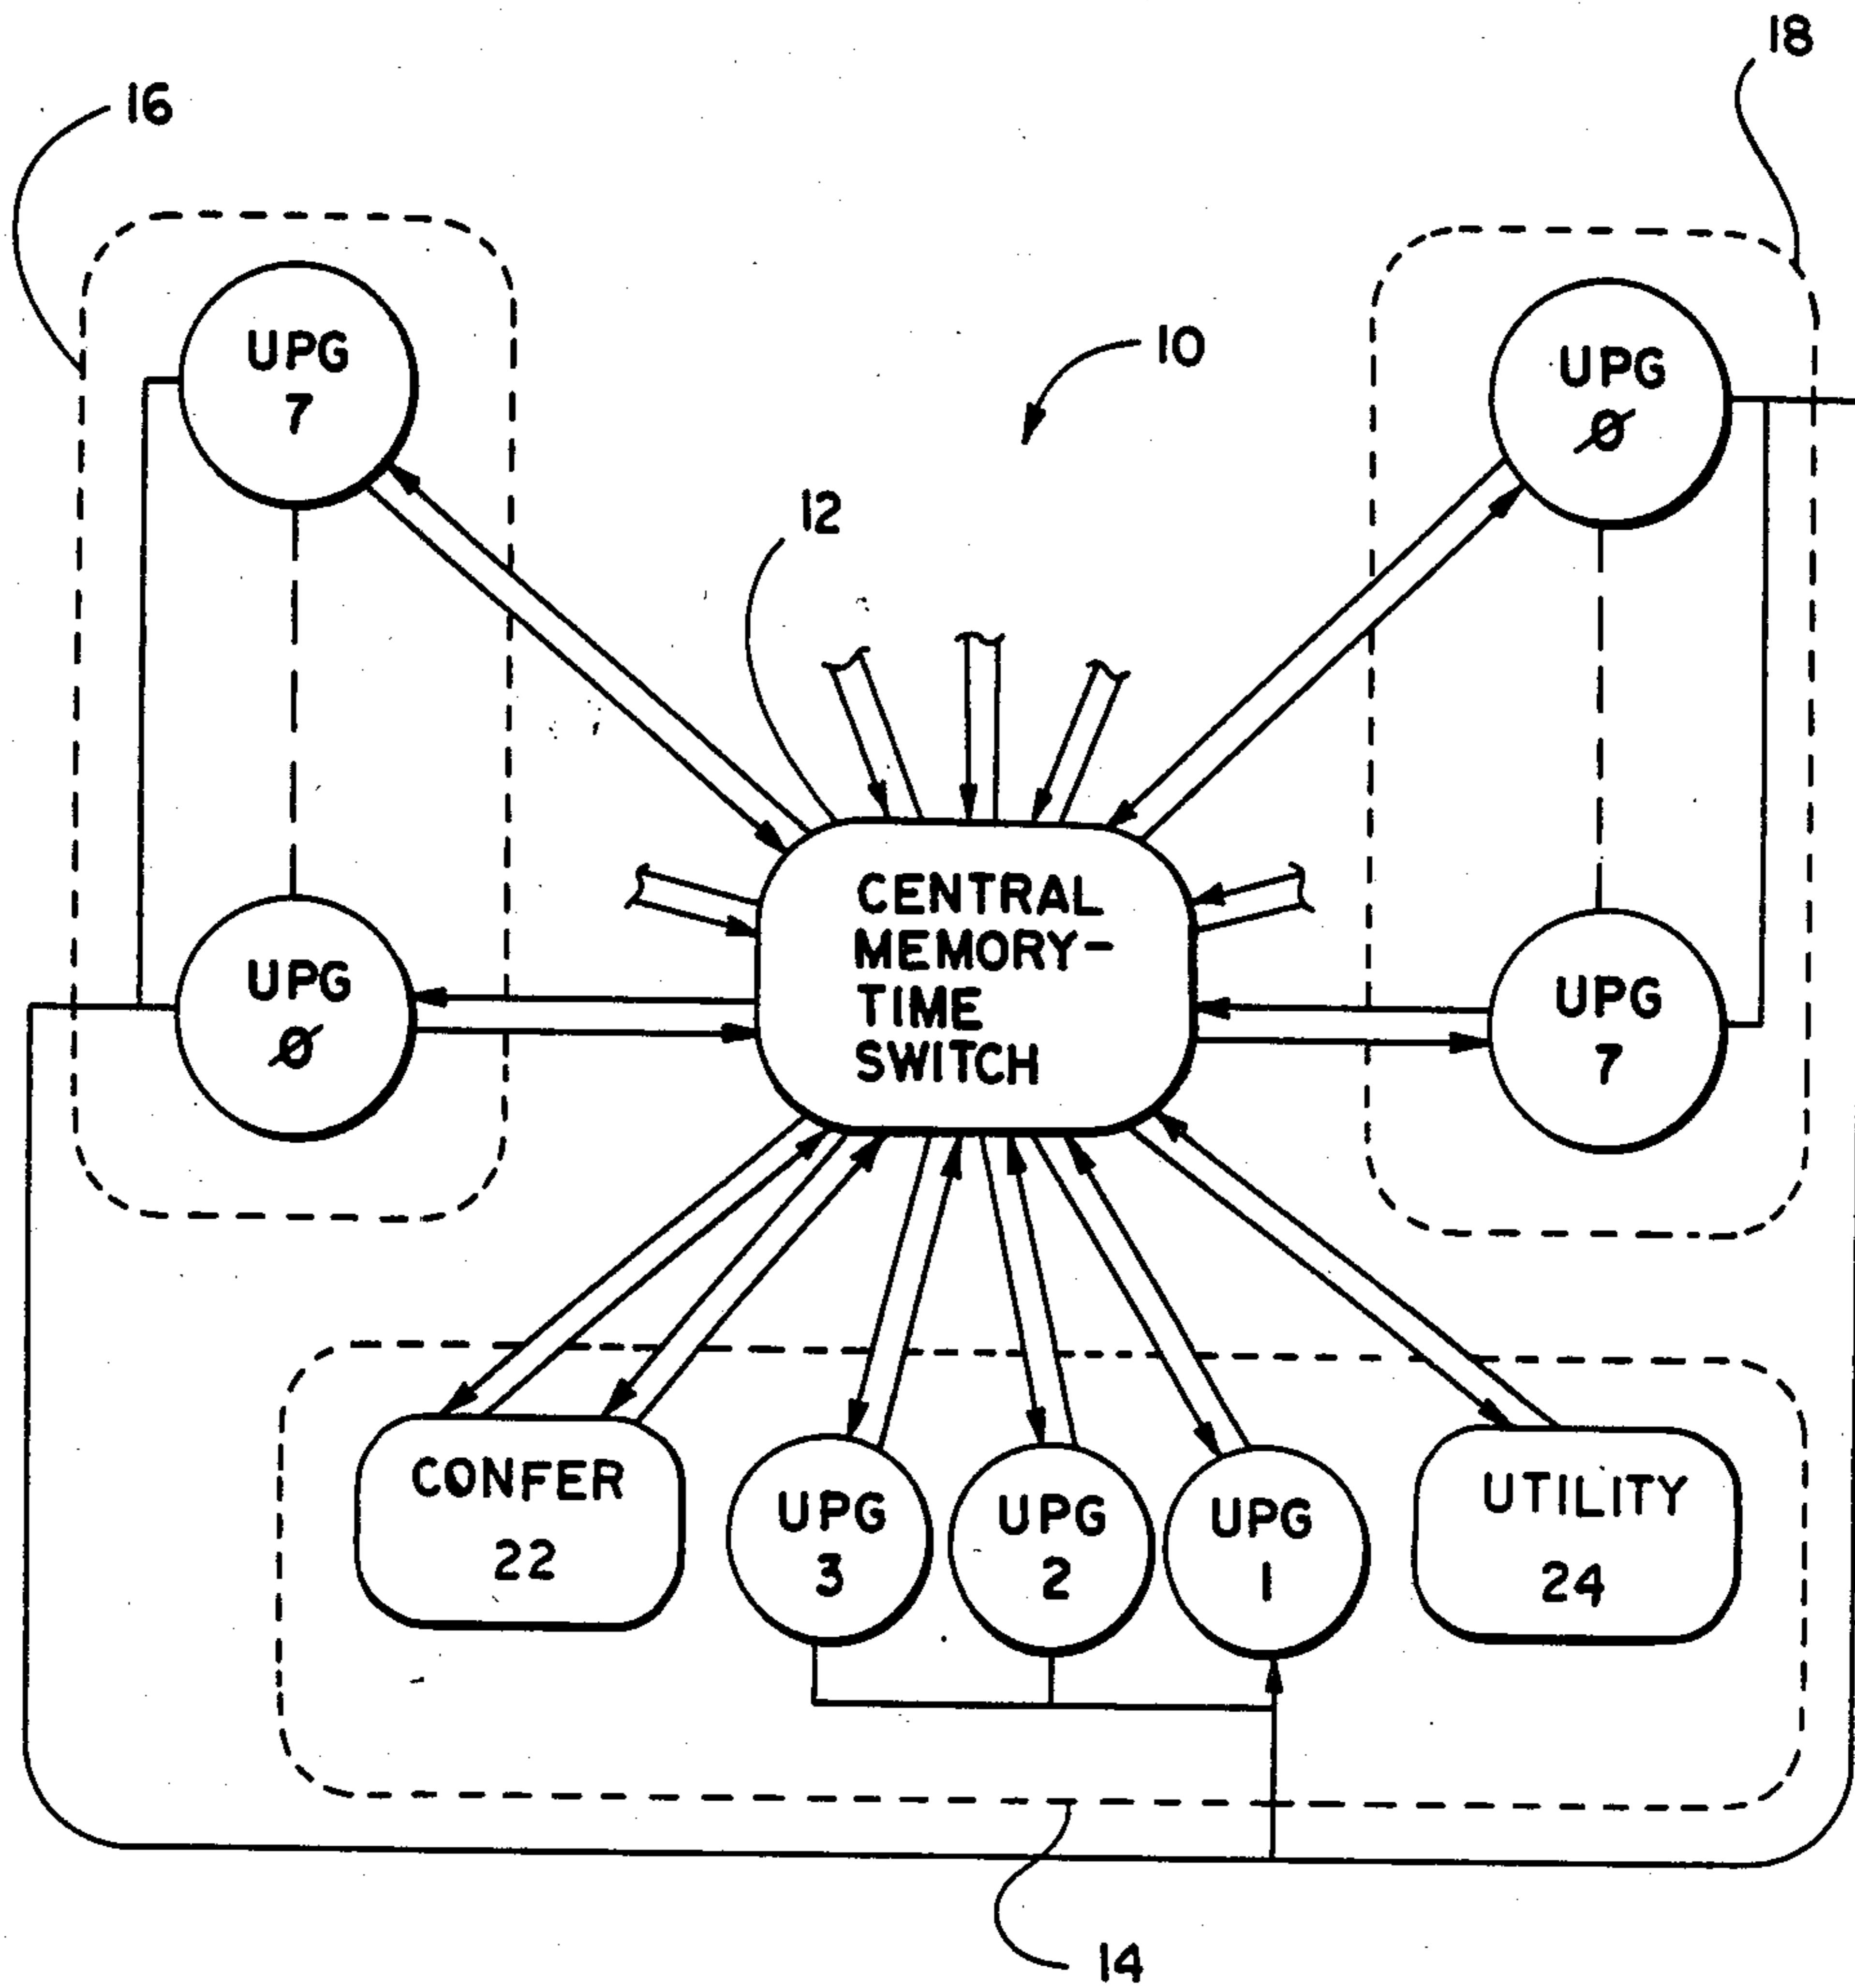 18
16
UPG
7
UPG
Ø
10
12
CENTRAL
MEMORY-
TIME
SWITCH
UPG
Ø
UPG
7
CONFER
22
UPG
3
UPG
2
UPG
1
UTILITY
24
14